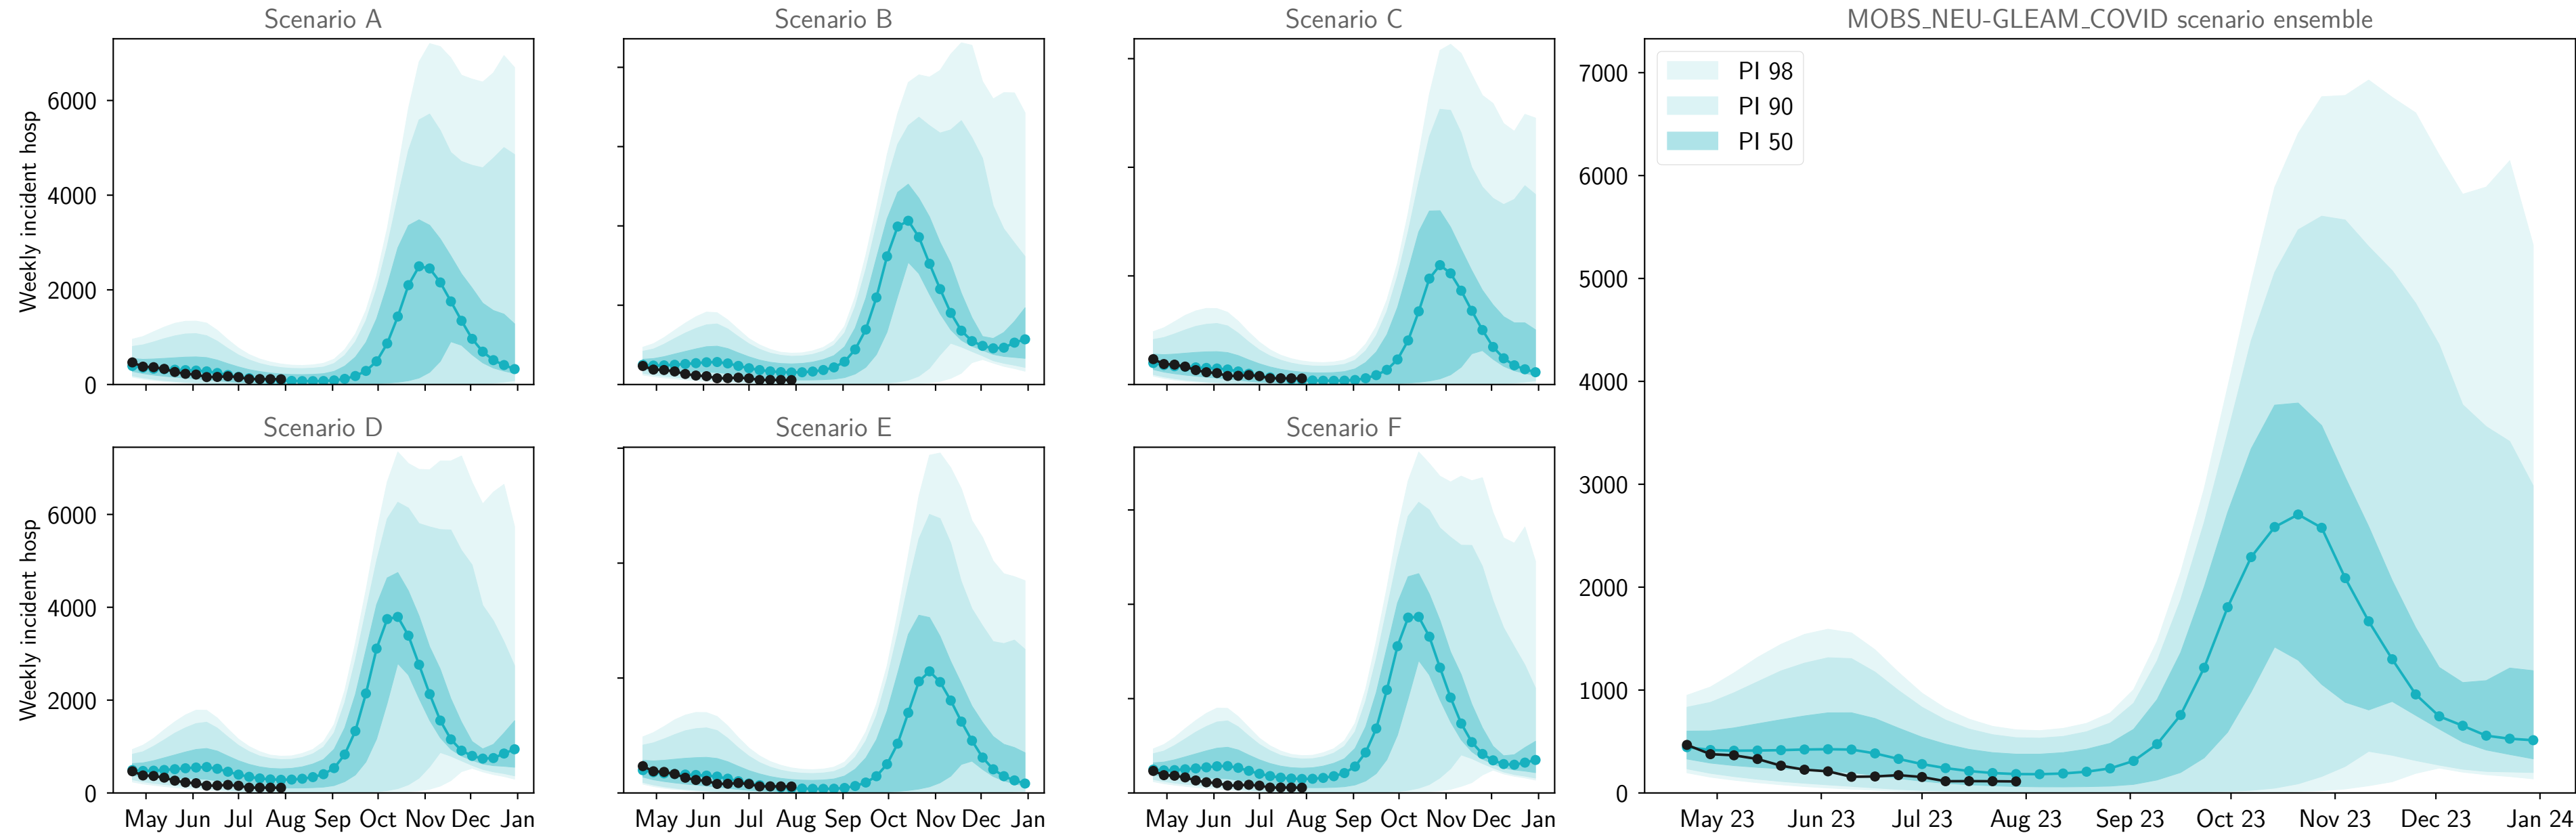 Scenario A
Scenario B
Scenario C
MOBS_NEU-GLEAM_COVID scenario ensemble
Weekly incident hosp
6000
4000
2000
0
PI 98
PI 90
PI 50
7000
6000
5000
4000
3000
2000
1000
0
Scenario D
Scenario E
Scenario F
Weekly incident hosp
6000
4000
2000
0
May Jun Jul Aug Sep Oct Nov Dec Jan
May Jun Jul Aug Sep Oct Nov Dec Jan
May Jun Jul Aug Sep Oct Nov Dec Jan
May 23 Jun 23 Jul 23 Aug 23 Sep 23 Oct 23 Nov 23 Dec 23 Jan 24